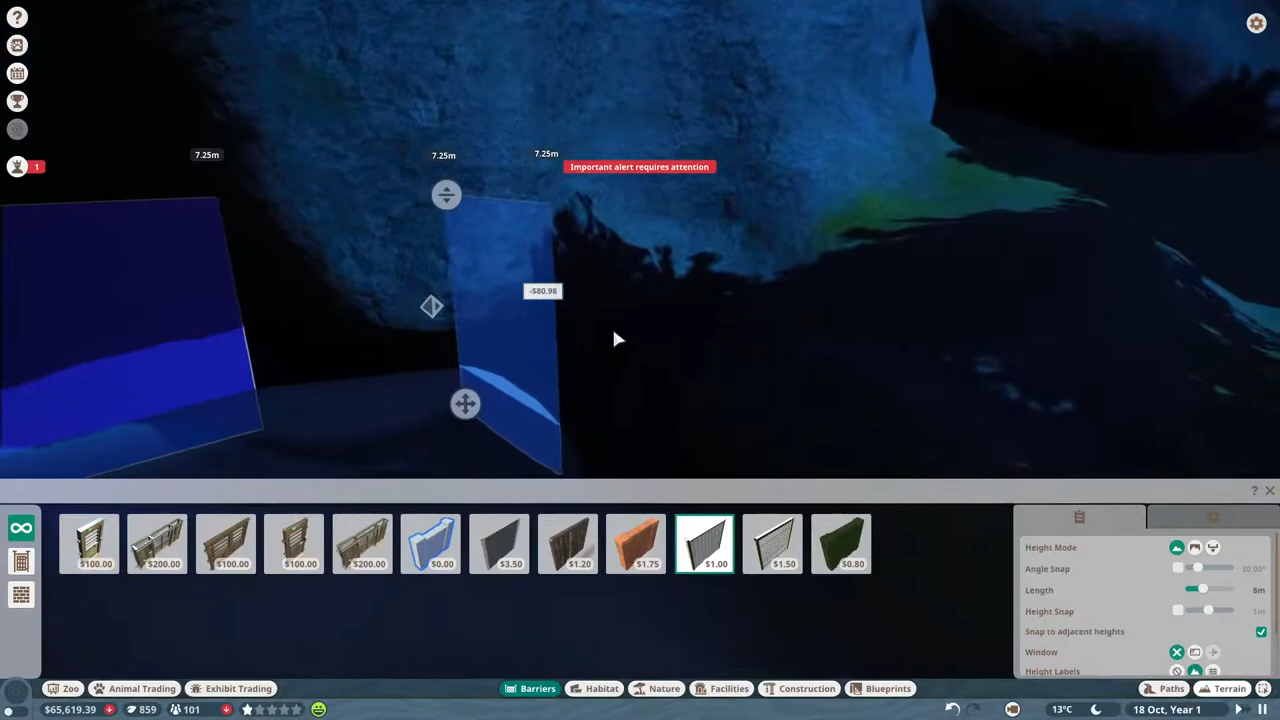 ?
7.25m
7.25m
7.25m
1
Important alert requires attention
-$80.98
?
$100.00
$200.00
$100.00
$100.00
$200.00
$0.00
$3.50
$1.20
$1.75
$1.00
$1.50
$0.80
Height Mode
Angle Snap
Length
8m
Height Snap
1m
Snap to adjacent heights
Window
Height Labels
Zoo
Animal Trading
Exhibit Trading
Barriers
Habitat
Nature
Facilities
Construction
Blueprints
Paths
Terrain
$65,619.39
859
101
13°C
18 Oct, Year 1